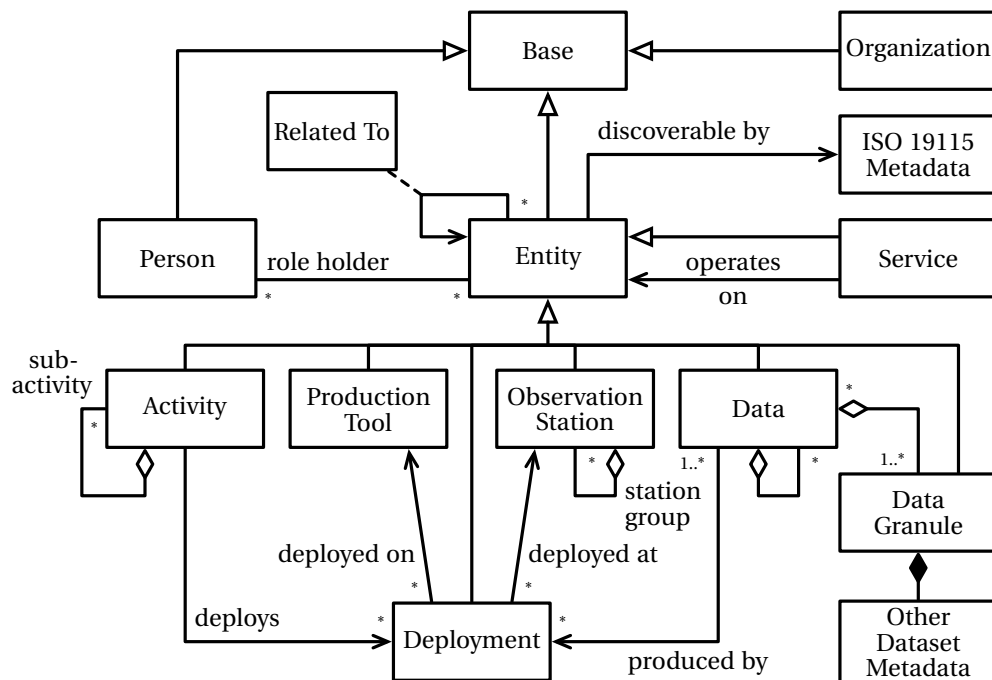 Base
Organization
Related To
discoverable by
ISO 19115
Metadata
*
Person
role holder
*
*
Entity
operates
on
Service
sub-
activity
*
Activity
Production
Tool
Observation
Station
*
station
group
Data
*
1..*
*
1..*
Data
Granule
deployed on
*
deployed at
*
deploys
*
Deployment
*
produced by
Other
Dataset
Metadata